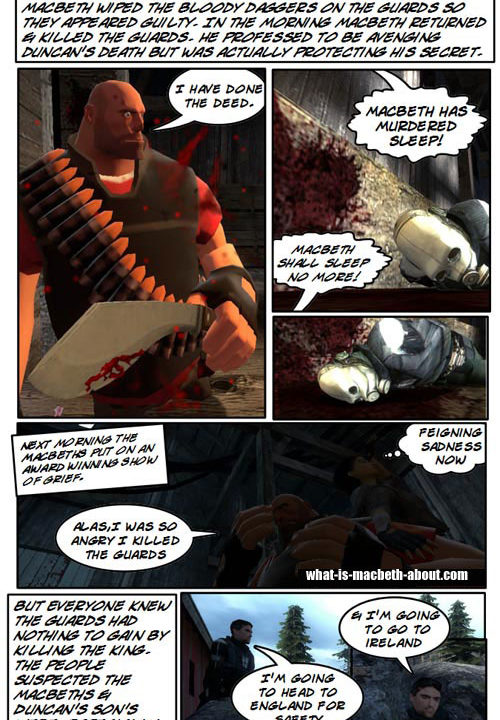 MACBETH WIPED THE BLOODY DAGGERS ON THE GUARDS SO
THEY APPEARED GUILTY. IN THE MORNING MACBETH RETURNED
& KILLED THE GUARDS. HE PROFESSED TO BE AVENGING
DUNCAN'S DEATH BUT WAS ACTUALLY PROTECTING HIS SECRET.
I HAVE DONE
THE DEED.
MACBETH HAS
MURDERED
SLEEP!
MACBETH
SHALL SLEEP
NO MORE!
NEXT MORNING THE
MACBETHS PUT ON AN
AWARD WINNING SHOW
OF GRIEF.
FEIGNING
SADNESS
NOW
ALAS,I WAS SO
ANGRY I KILLED
THE GUARDS
what-is-macbeth-about.com
BUT EVERYONE KNEW
THE GUARDS HAD
NOTHING TO GAIN BY
KILLING THE KING.
THE PEOPLE
SUSPECTED THE
MACBETHS &
DUNCAN'S SON'S
& I'M GOING
TO GO TO
IRELAND
I'M GOING
TO HEAD TO
ENGLAND FOR
SAFETY